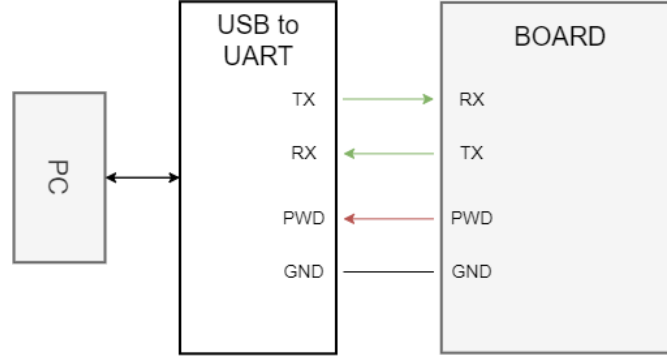 PC
USB to
UART
TX
RX
PWD
GND
BOARD
RX
TX
PWD
GND